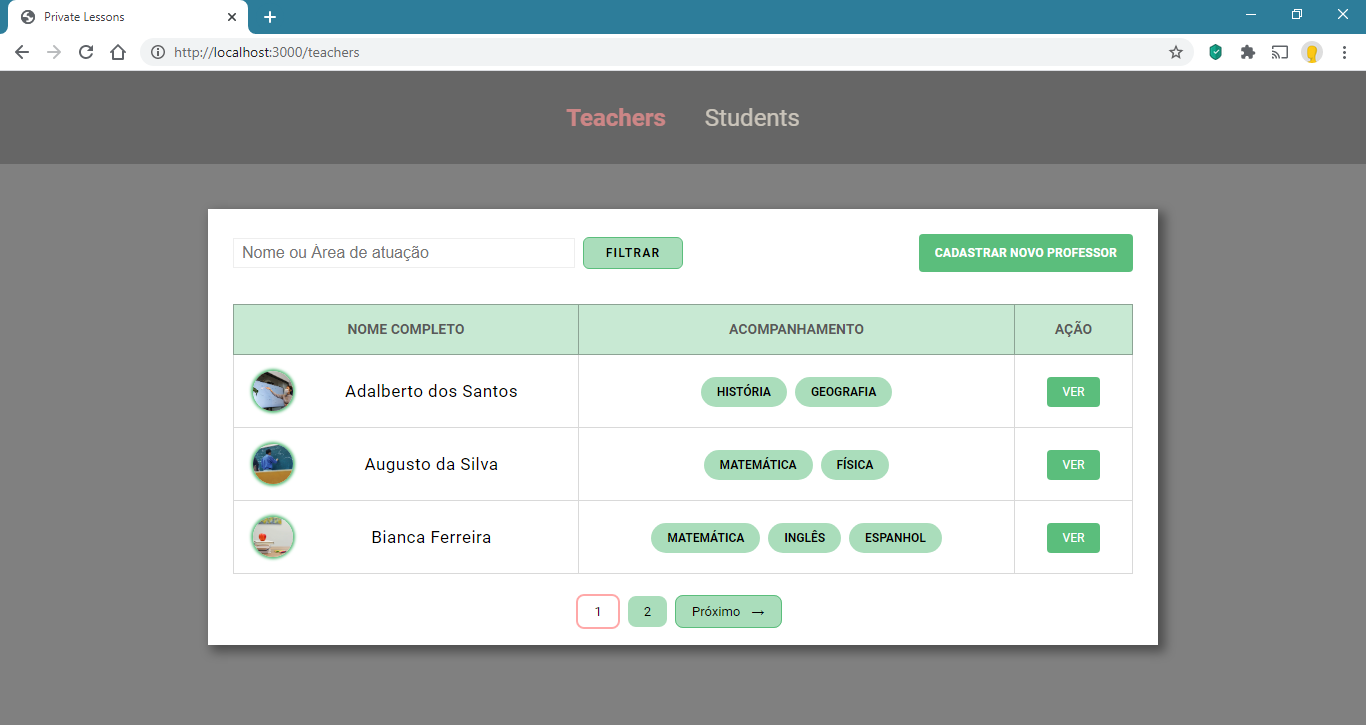 Private Lessons
http://localhost:3000/teachers
Teachers Students
Nome ou Área de atuação FILTRAR CADASTRAR NOVO PROFESSOR
NOME COMPLETO ACOMPANHAMENTO AÇÃO
Adalberto dos Santos HISTÓRIA GEOGRAFIA VER
Augusto da Silva MATEMÁTICA FÍSICA VER
Bianca Ferreira MATEMÁTICA INGLÊS ESPANHOL VER
1 2 Próximo →